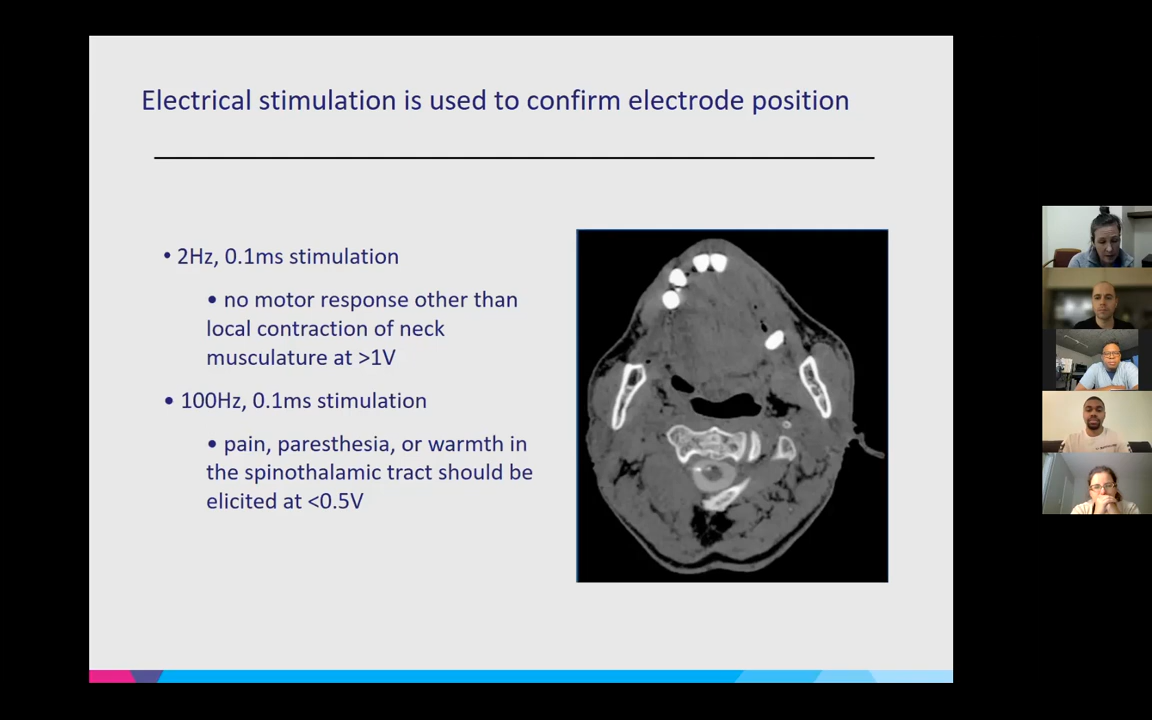 Electrical stimulation is used to confirm electrode position
• 2Hz, 0.1ms stimulation
• no motor response other than
local contraction of neck
musculature at >1V
• 100Hz, 0.1ms stimulation
• pain, paresthesia, or warmth in
the spinothalamic tract should be
elicited at <0.5V